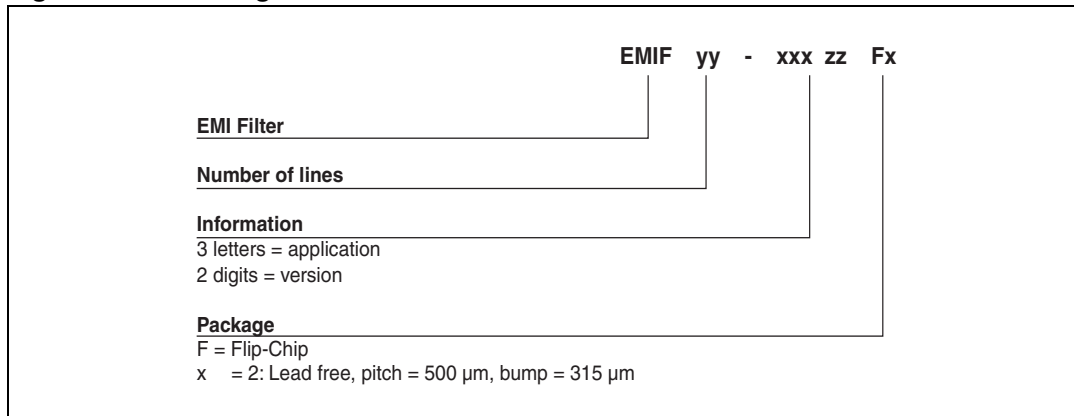 EMIF yy - xxx zz Fx
EMI Filter
Number of lines
Information
3 letters = application
2 digits = version
Package
F = Flip-Chip
x = 2: Lead free, pitch = 500 µm, bump = 315 µm